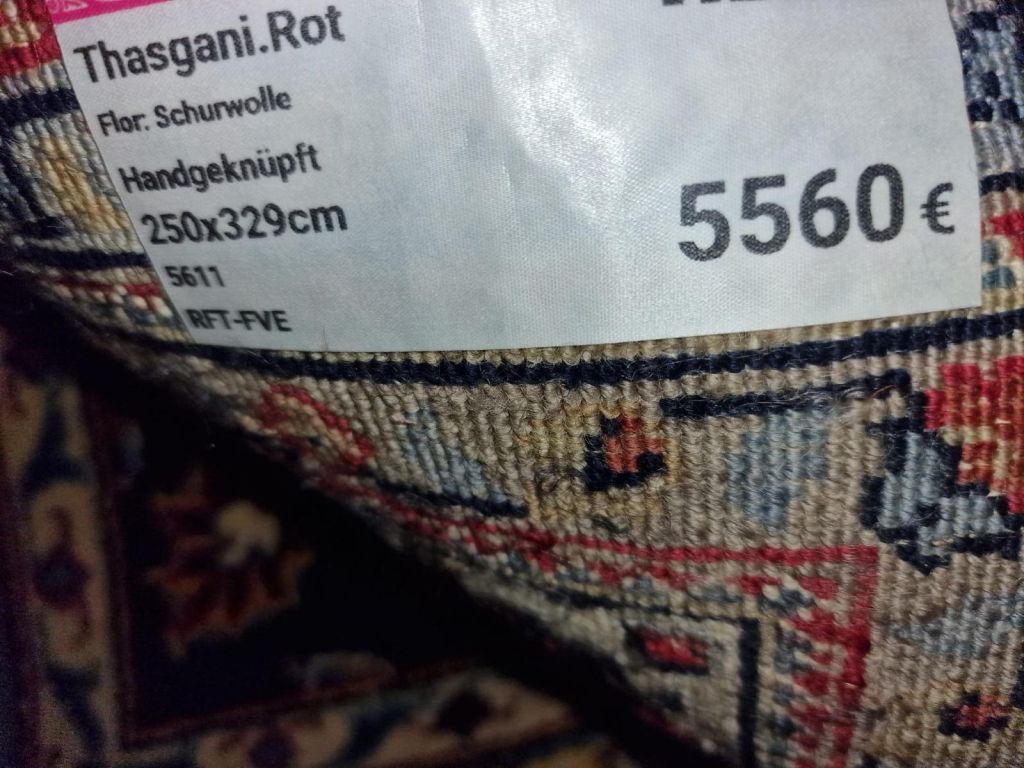 Thasgani.Rot
Flor: Schurwolle
Handgeknüpft
250x329cm
5611
RFT-FVE
5560 €